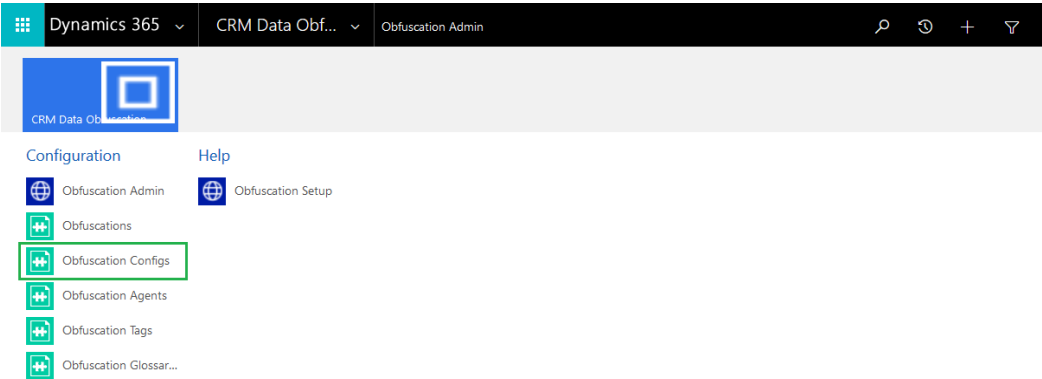 Dynamics 365 CRM Data Obf... Obfuscation Admin
CRM Data Obfuscation
Configuration Help
Obfuscation Admin Obfuscation Setup
Obfuscations
Obfuscation Configs
Obfuscation Agents
Obfuscation Tags
Obfuscation Glossar...